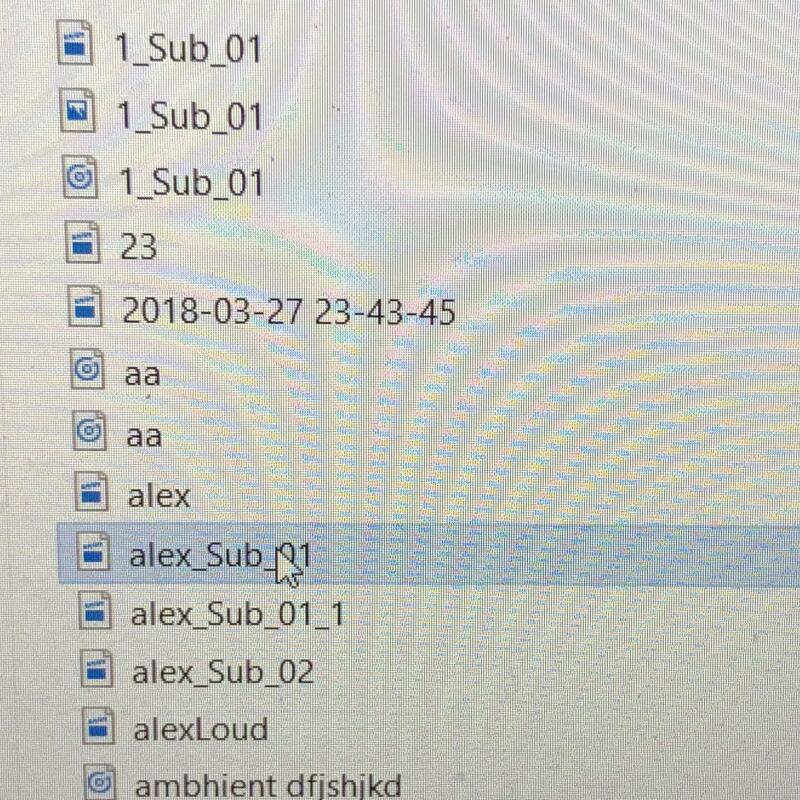 1_Sub_01
1_Sub_01
1_Sub_01
23
2018-03-27 23-43-45
aa
aa
alex
alex_Sub_01
alex_Sub_01_1
alex_Sub_02
alexLoud
ambhient dfjshjkd